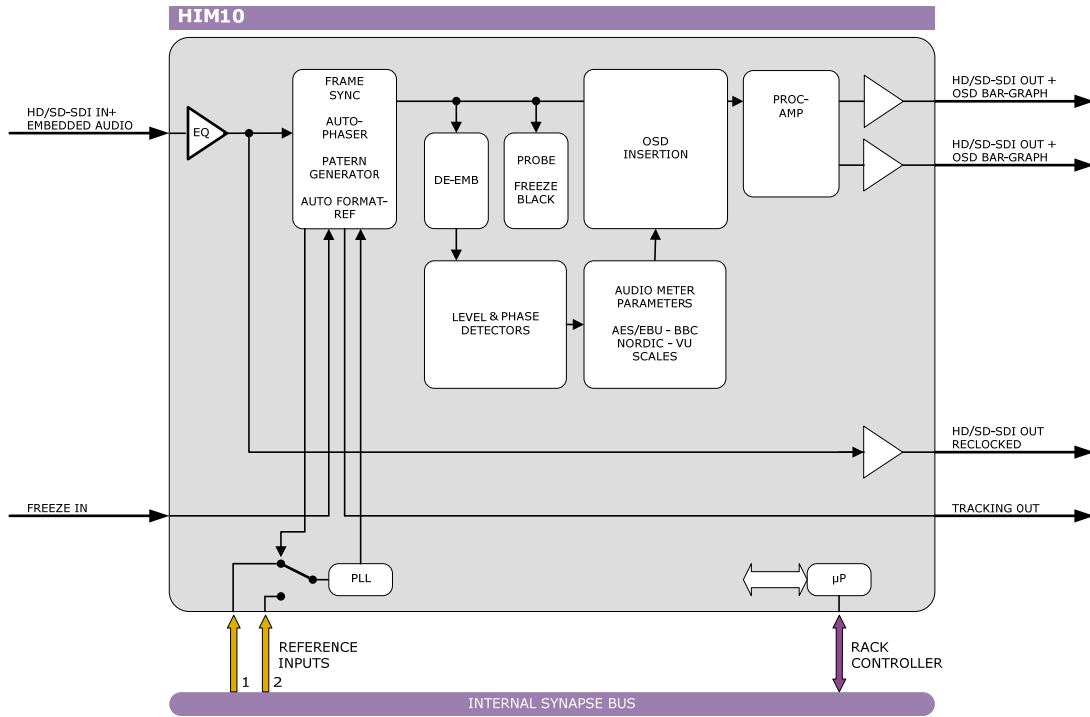 HIM10
HD/SD-SDI IN+
EMBEDDED AUDIO
EQ
FRAME
SYNC
AUTO-
PHASER
PATERN
GENERATOR
AUTO FORMAT-
REF
DE-EMB
PROBE
FREEZE
BLACK
OSD
INSERTION
PROC-
AMP
HD/SD-SDI OUT +
OSD BAR-GRAPH
HD/SD-SDI OUT +
OSD BAR-GRAPH
LEVEL & PHASE
DETECTORS
AUDIO METER
PARAMETERS
AES/EBU - BBC
NORDIC - VU
SCALES
HD/SD-SDI OUT
RECLOCKED
FREEZE IN
TRACKING OUT
PLL
µP
REFERENCE
INPUTS
1
2
RACK
CONTROLLER
INTERNAL SYNAPSE BUS